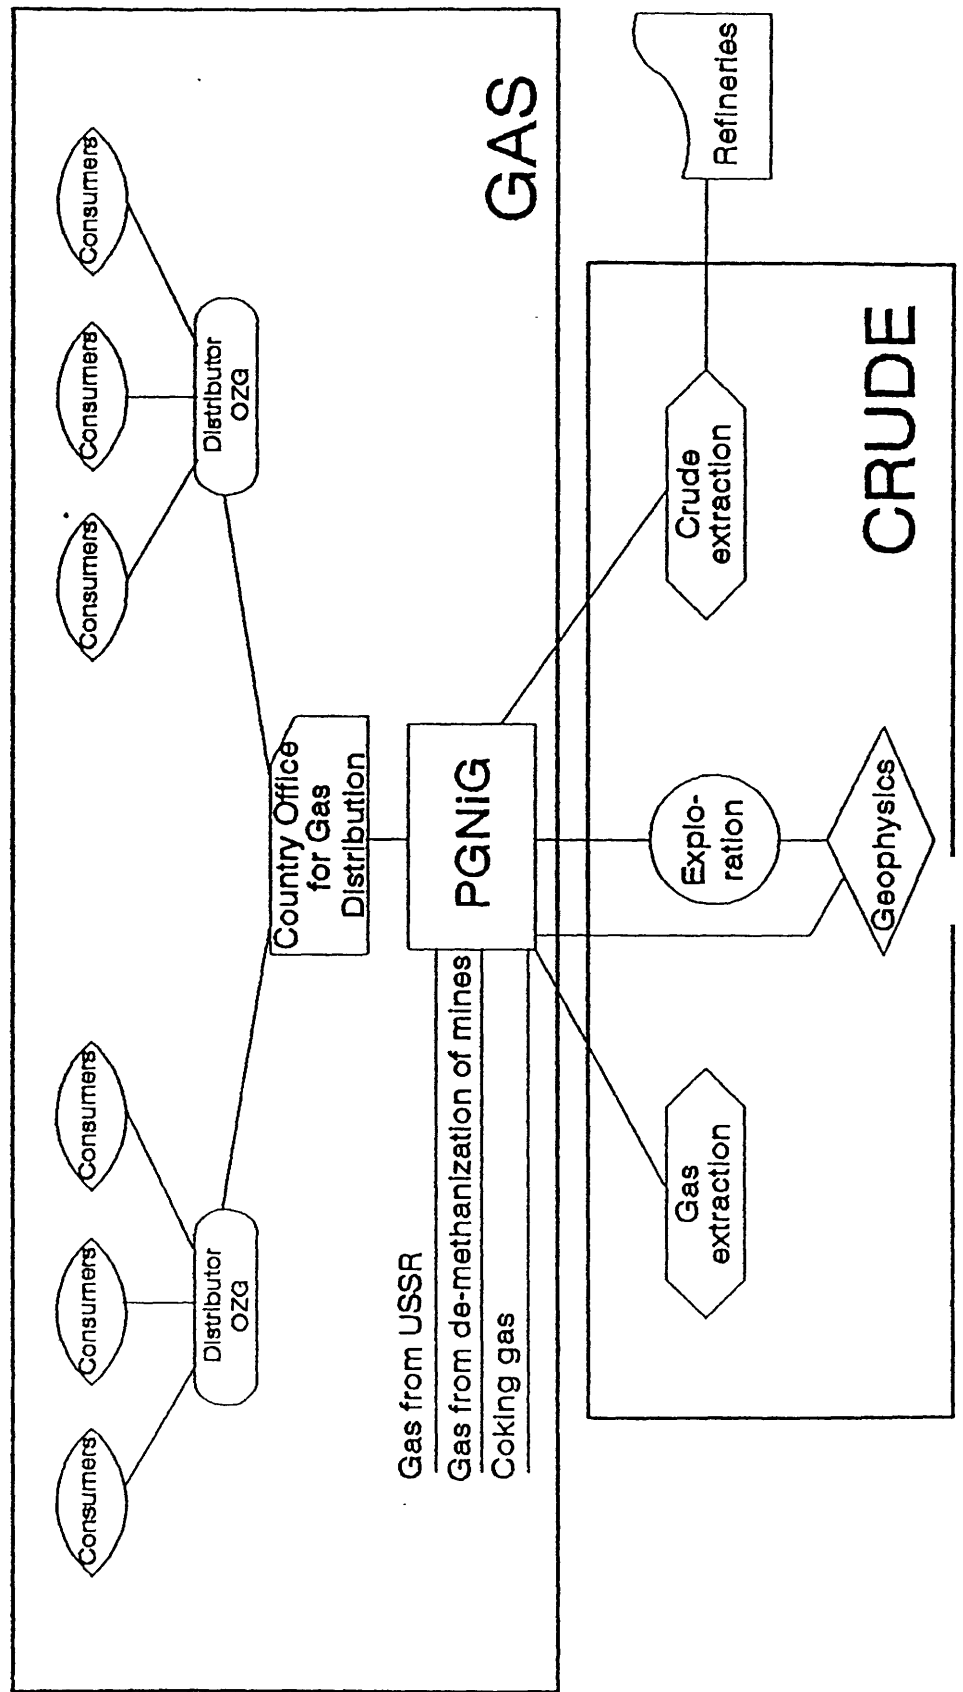 Consumers
Consumers
Consumers
Consumers
Consumers
Consumers
Distributor
OZG
Distributor
OZG
GAS
Country Office
for Gas
Distribution
Gas from USSR
Gas from de-methanization of mines
Coking gas
PGNiG
Gas
extraction
Explo-
ration
Crude
extraction
Refineries
Geophysics
CRUDE